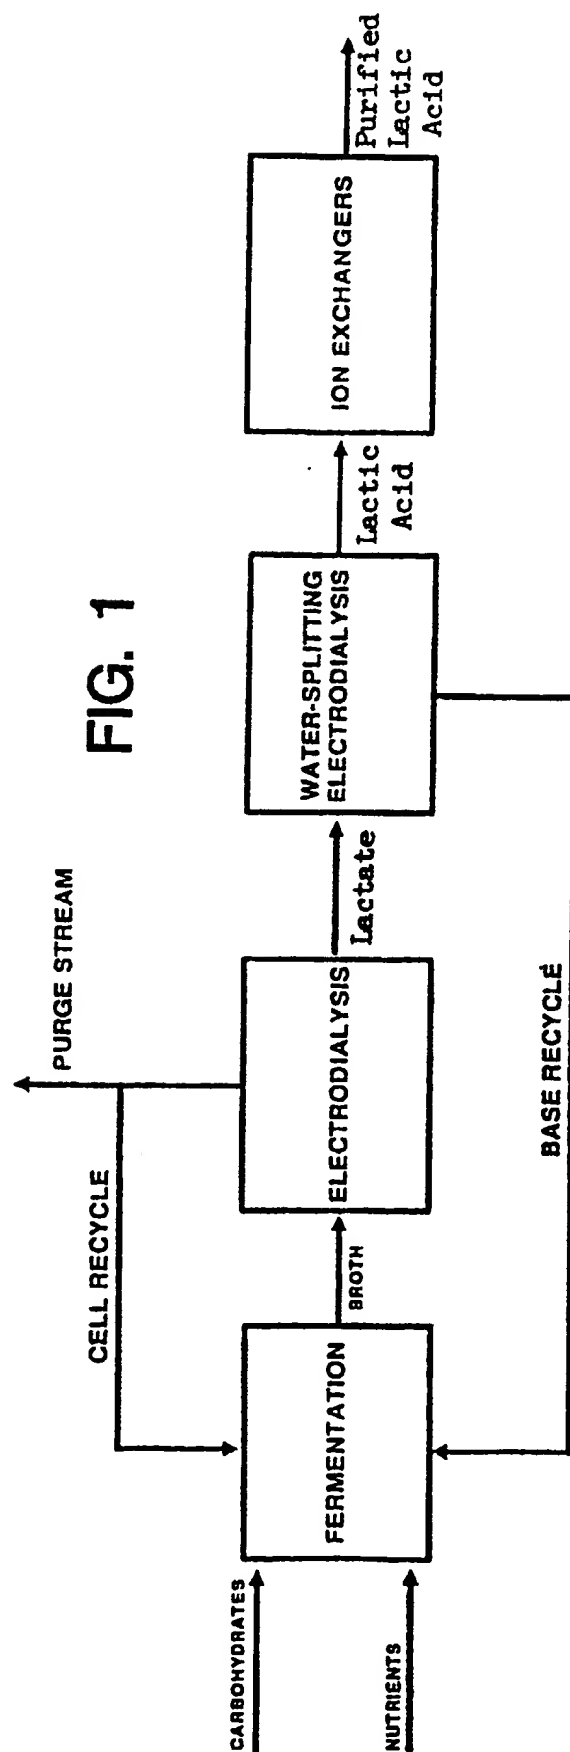 FIG. 1
CARBOHYDRATES
NUTRIENTS
FERMENTATION
BROTH
CELL RECYCLE
PURGE STREAM
ELECTRODIALYSIS
Lactate
WATER-SPLITTING
ELECTRODIALYSIS
BASE RECYCLE
Lactic
Acid
ION EXCHANGERS
Purified
Lactic
Acid